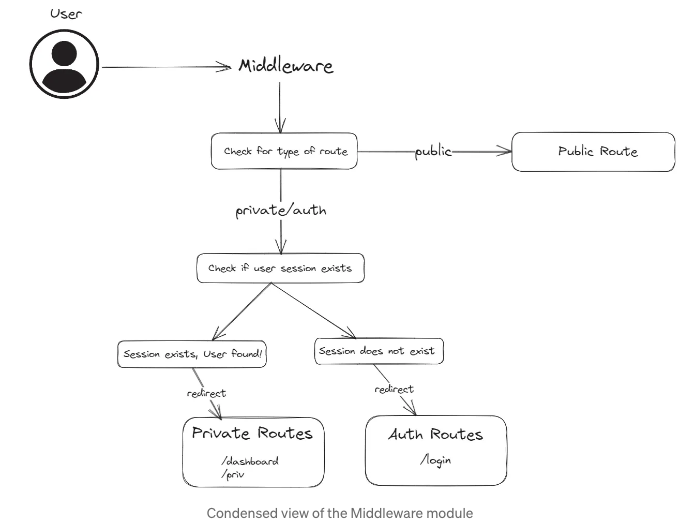 User
Middleware
Check for type of route
public
Public Route
private/auth
Check if user session exists
Session exists, User found!
Session does not exist
redirect
redirect
Private Routes
/dashboard
/priv
Auth Routes
/login
Condensed view of the Middleware module